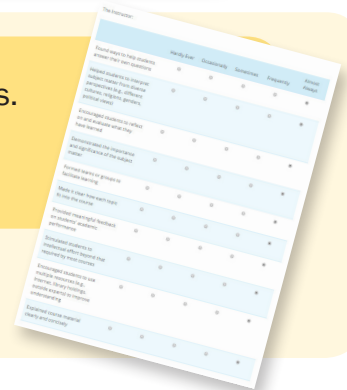 s.
The Instructor:
Hardly Ever Occasionally Sometimes Frequently Almost
Always
Found ways to help students
answer their own questions
Helped students to interpret
subject matter from diverse
perspectives (e.g., different
cultures, religions, genders,
political views)
Encouraged students to reflect
on and evaluate what they
have learned
Demonstrated the importance
and significance of the subject
matter
Formed teams or groups to
facilitate learning
Made it clear how each topic
fit into the course
Provided meaningful feedback
on students' academic
performance
Stimulated students to
intellectual effort beyond that
required by most courses
Encouraged students to use
multiple resources (e.g.,
Internet, library holdings,
outside experts) to improve
understanding
Explained course material
clearly and concisely